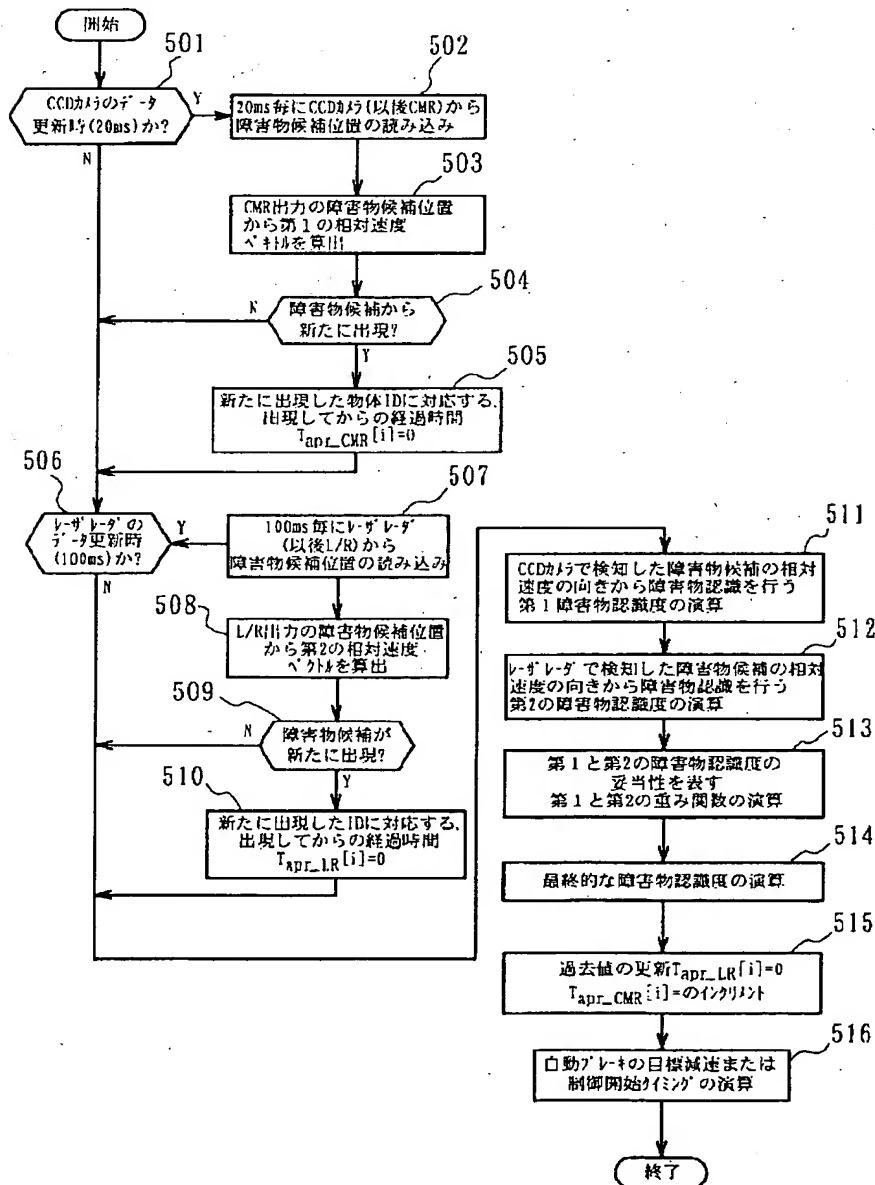 開始
501
CCDカメラのデータ
更新時(20ms)か?
Y
N
502
20ms毎にCCDカメラ(以後CMR)から
障害物候補位置の読み込み
503
CMR出力の障害物候補位置
から第1の相対速度
ベキトルを算出
504
障害物候補から
新たに出現?
N
Y
505
新たに出現した物体IDに対応する,
出現してからの経過時間
Tapr_CMR[i]=0
506
レーザレーダの
データ更新時
(100ms)か?
Y
N
507
100ms毎にレーザレーダ
(以後L/R)から
障害物候補位置の読み込み
508
L/R出力の障害物候補位置
から第2の相対速度
ベクトルを算出
509
障害物候補が
新たに出現?
N
Y
510
新たに出現したIDに対応する,
出現してからの経過時間
Tapr_LR[i]=0
511
CCDカメラで検知した障害物候補の相対
速度の向きから障害物認識を行う
第1障害物認識度の演算
512
レーザレーダで検知した障害物候補の相対
速度の向きから障害物認識を行う
第2の障害物認識度の演算
513
第1と第2の障害物認識度の
妥当性を表す
第1と第2の重み関数の演算
514
最終的な障害物認識度の演算
515
過去値の更新Tapr_LR[i]=0
Tapr_CMR[i]=のインクリメント
516
自動ブレーキの目標減速または
制御開始タイミングの演算
終了